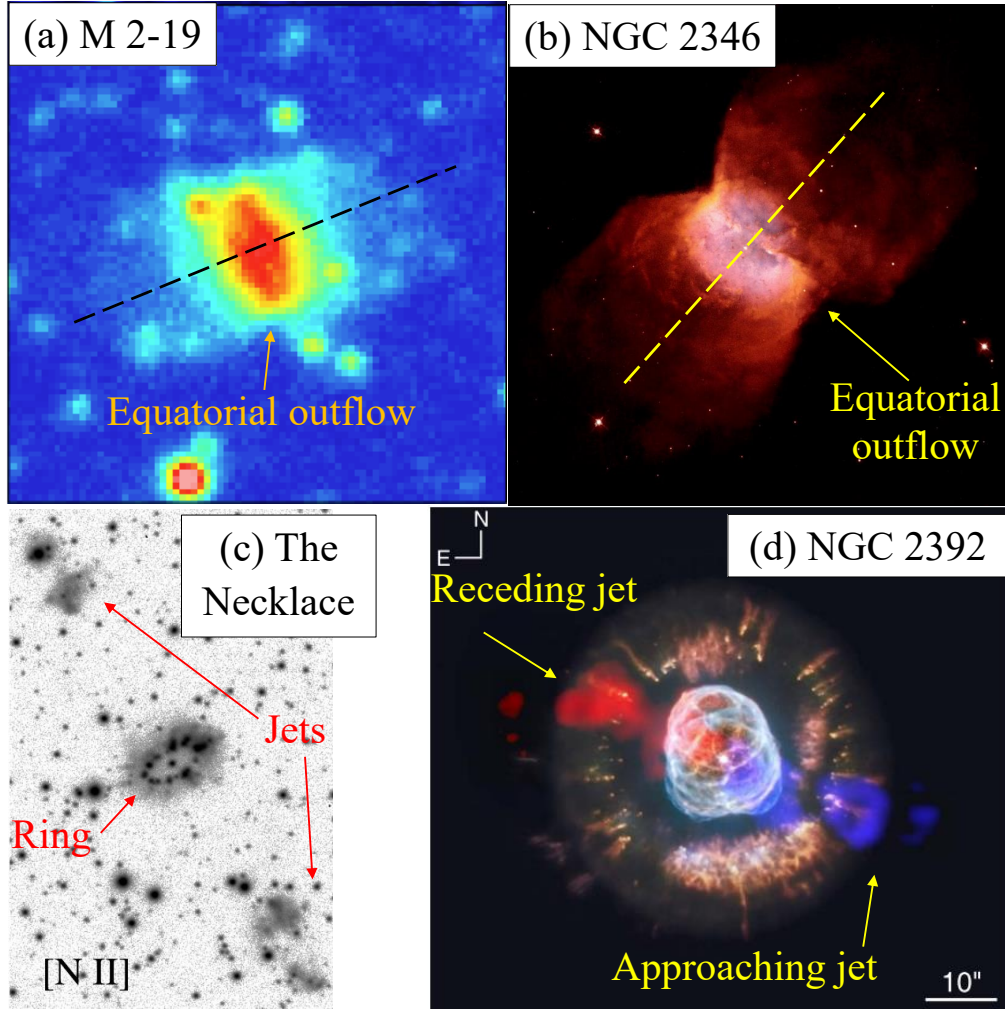 (a) M 2-19
Equatorial outflow
(b) NGC 2346
Equatorial
outflow
(c) The
Necklace
Jets
Ring
[N II]
N
E
(d) NGC 2392
Receding jet
Approaching jet
10"